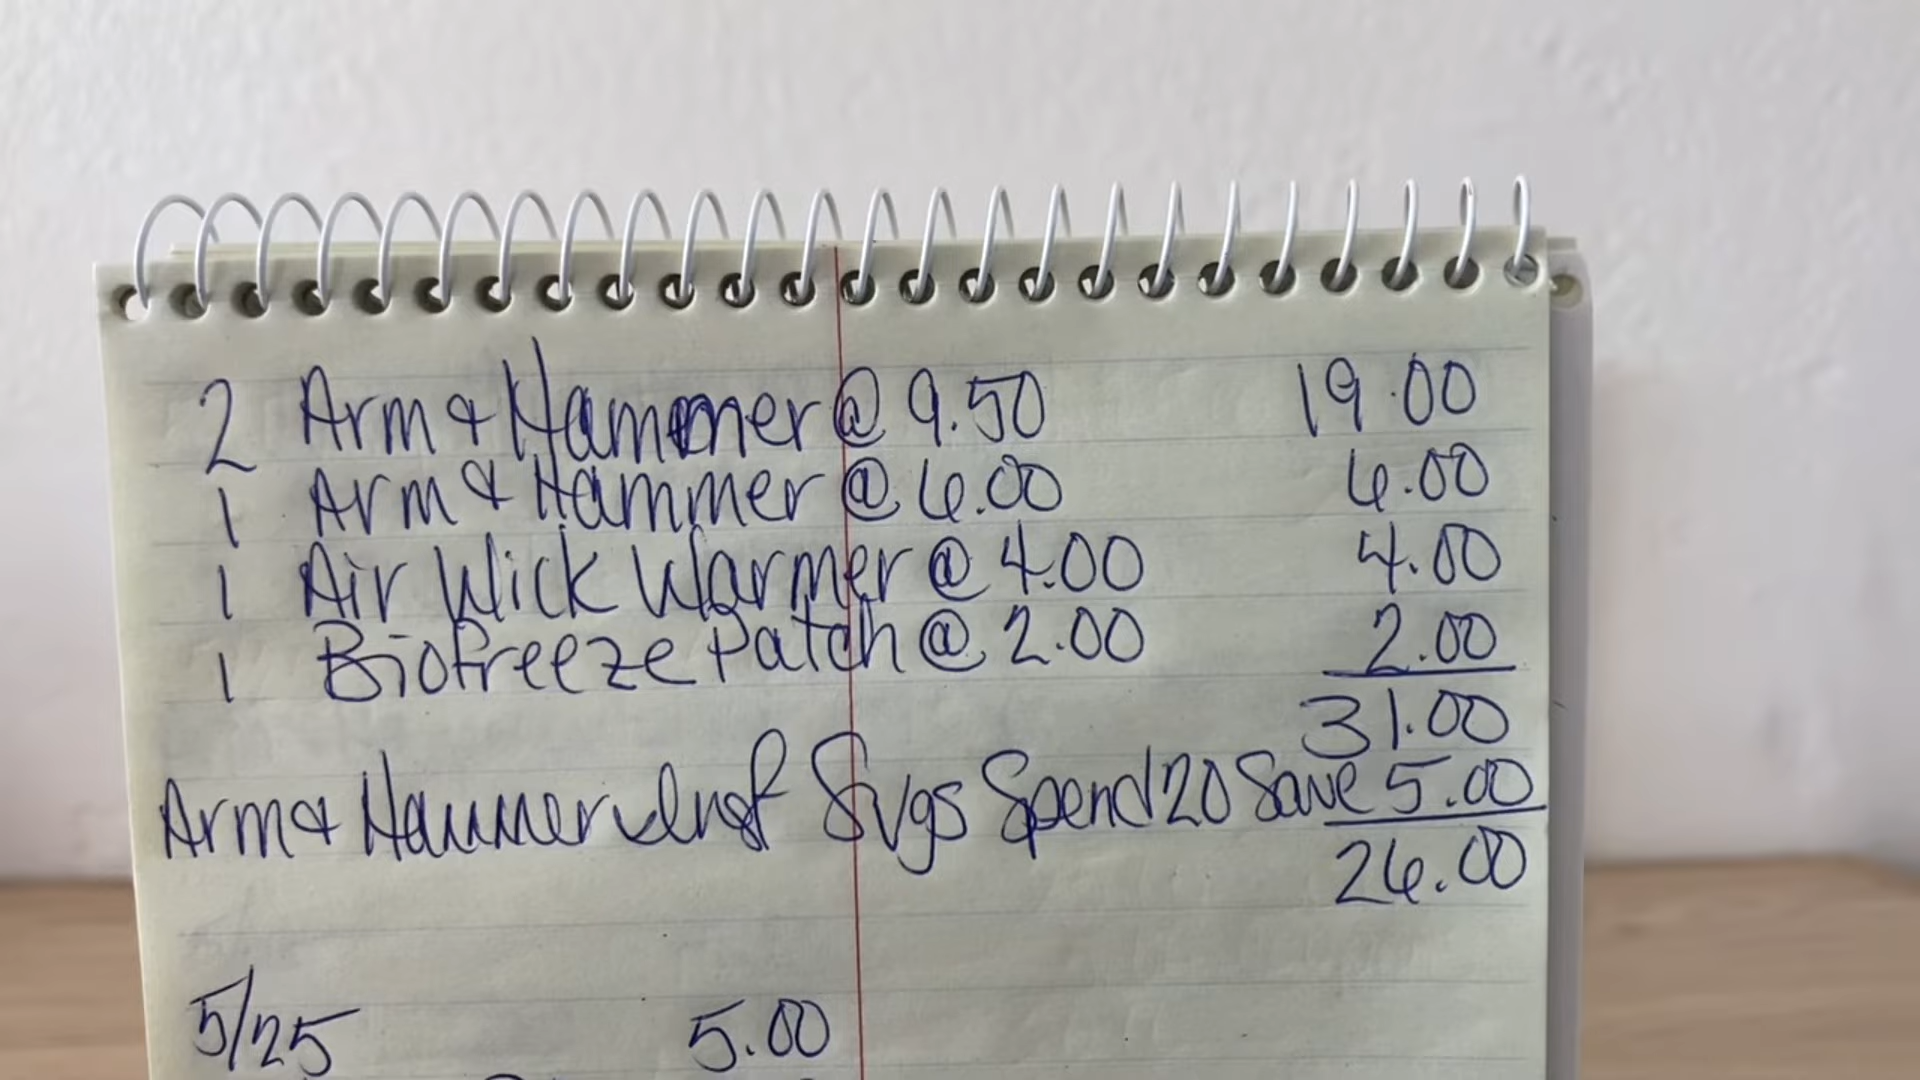 2 Arm & Hammer @ 9.50 19.00
1 Arm & Hammer @ 6.00 6.00
1 Air Wick Warmer @ 4.00 4.00
1 Biofreeze Patch @ 2.00 2.00
31.00
Arm & Hammer Inst Svgs Spend 20 Save 5.00
26.00
5/25 5.00